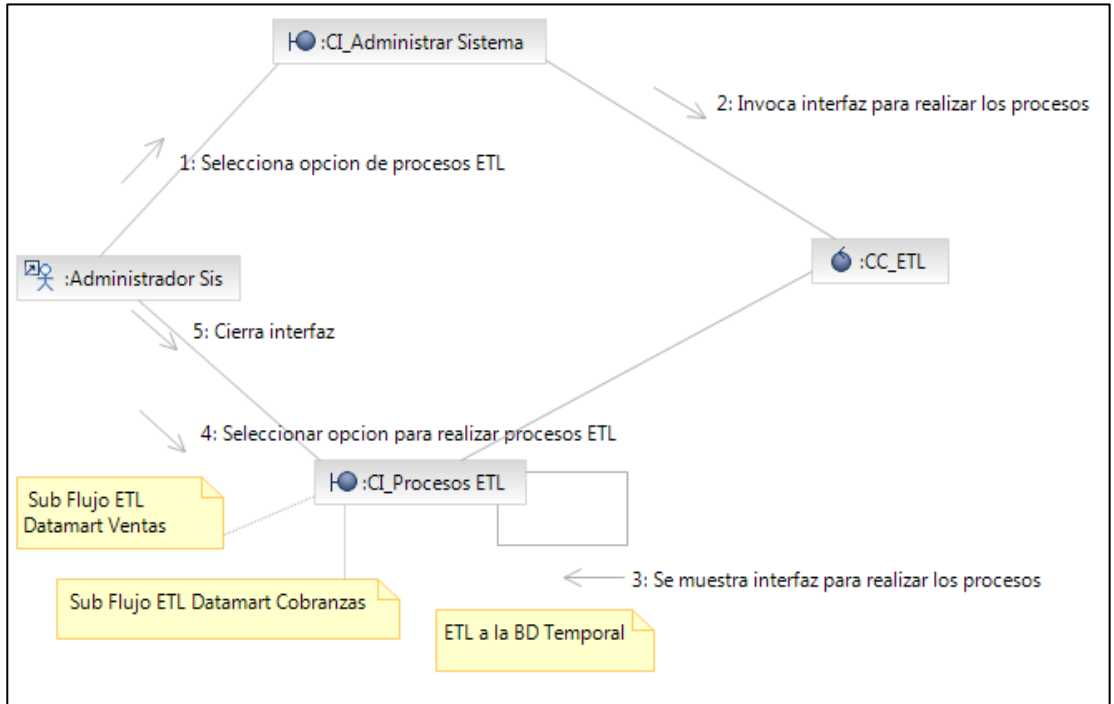 :CI_Administrar Sistema
2: Invoca interfaz para realizar los procesos
1: Selecciona opcion de procesos ETL
:Administrador Sis
:CC_ETL
5: Cierra interfaz
4: Seleccionar opcion para realizar procesos ETL
:CI_Procesos ETL
Sub Flujo ETL
Datamart Ventas
3: Se muestra interfaz para realizar los procesos
Sub Flujo ETL Datamart Cobranzas
ETL a la BD Temporal